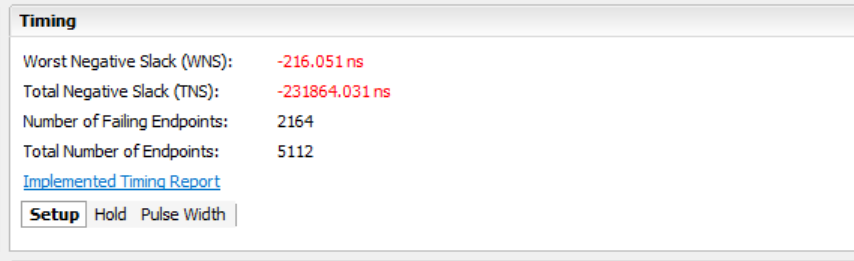 Timing
Worst Negative Slack (WNS): -216.051 ns
Total Negative Slack (TNS): -231864.031 ns
Number of Failing Endpoints: 2164
Total Number of Endpoints: 5112
Implemented Timing Report
Setup Hold Pulse Width